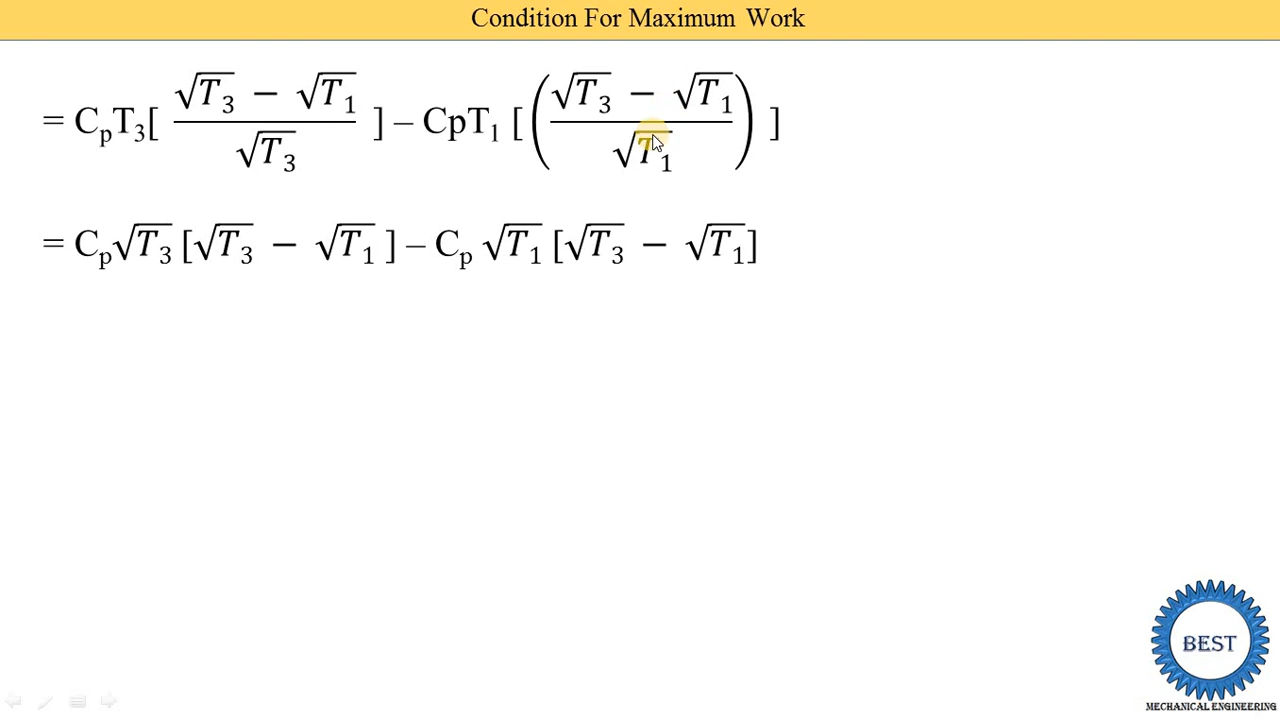 Condition For Maximum Work
= CₚT₃[ (√T₃ − √T₁)/√T₃ ] – CpT₁ [((√T₃ − √T₁)/√T₁) ]
= Cₚ√T₃ [√T₃ − √T₁ ] – Cₚ √T₁ [√T₃ − √T₁]
BEST
MECHANICAL ENGINEERING